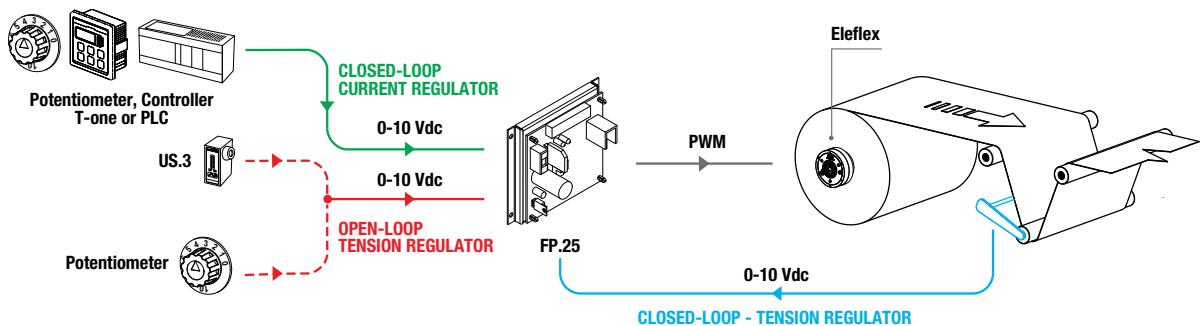 Potentiometer, Controller
T-one or PLC
CLOSED-LOOP
CURRENT REGULATOR
0-10 Vdc
US.3
0-10 Vdc
OPEN-LOOP
TENSION REGULATOR
Potentiometer
FP.25
PWM
Eleflex
0-10 Vdc
CLOSED-LOOP - TENSION REGULATOR